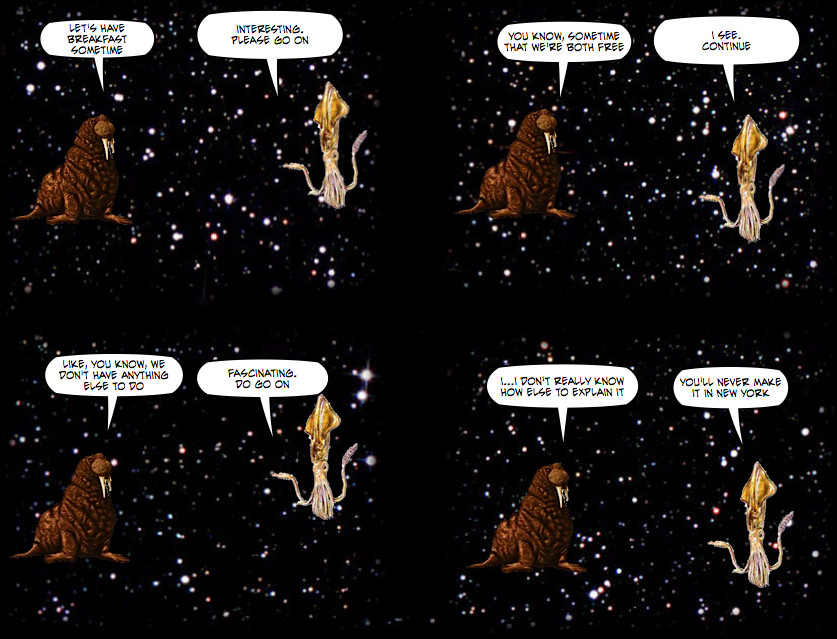 LET'S HAVE
BREAKFAST
SOMETIME
INTERESTING.
PLEASE GO ON
YOU KNOW, SOMETIME
THAT WE'RE BOTH FREE
I SEE.
CONTINUE
LIKE, YOU KNOW, WE
DON'T HAVE ANYTHING
ELSE TO DO
FASCINATING.
DO GO ON
I...I DON'T REALLY KNOW
HOW ELSE TO EXPLAIN IT
YOU'LL NEVER MAKE
IT IN NEW YORK